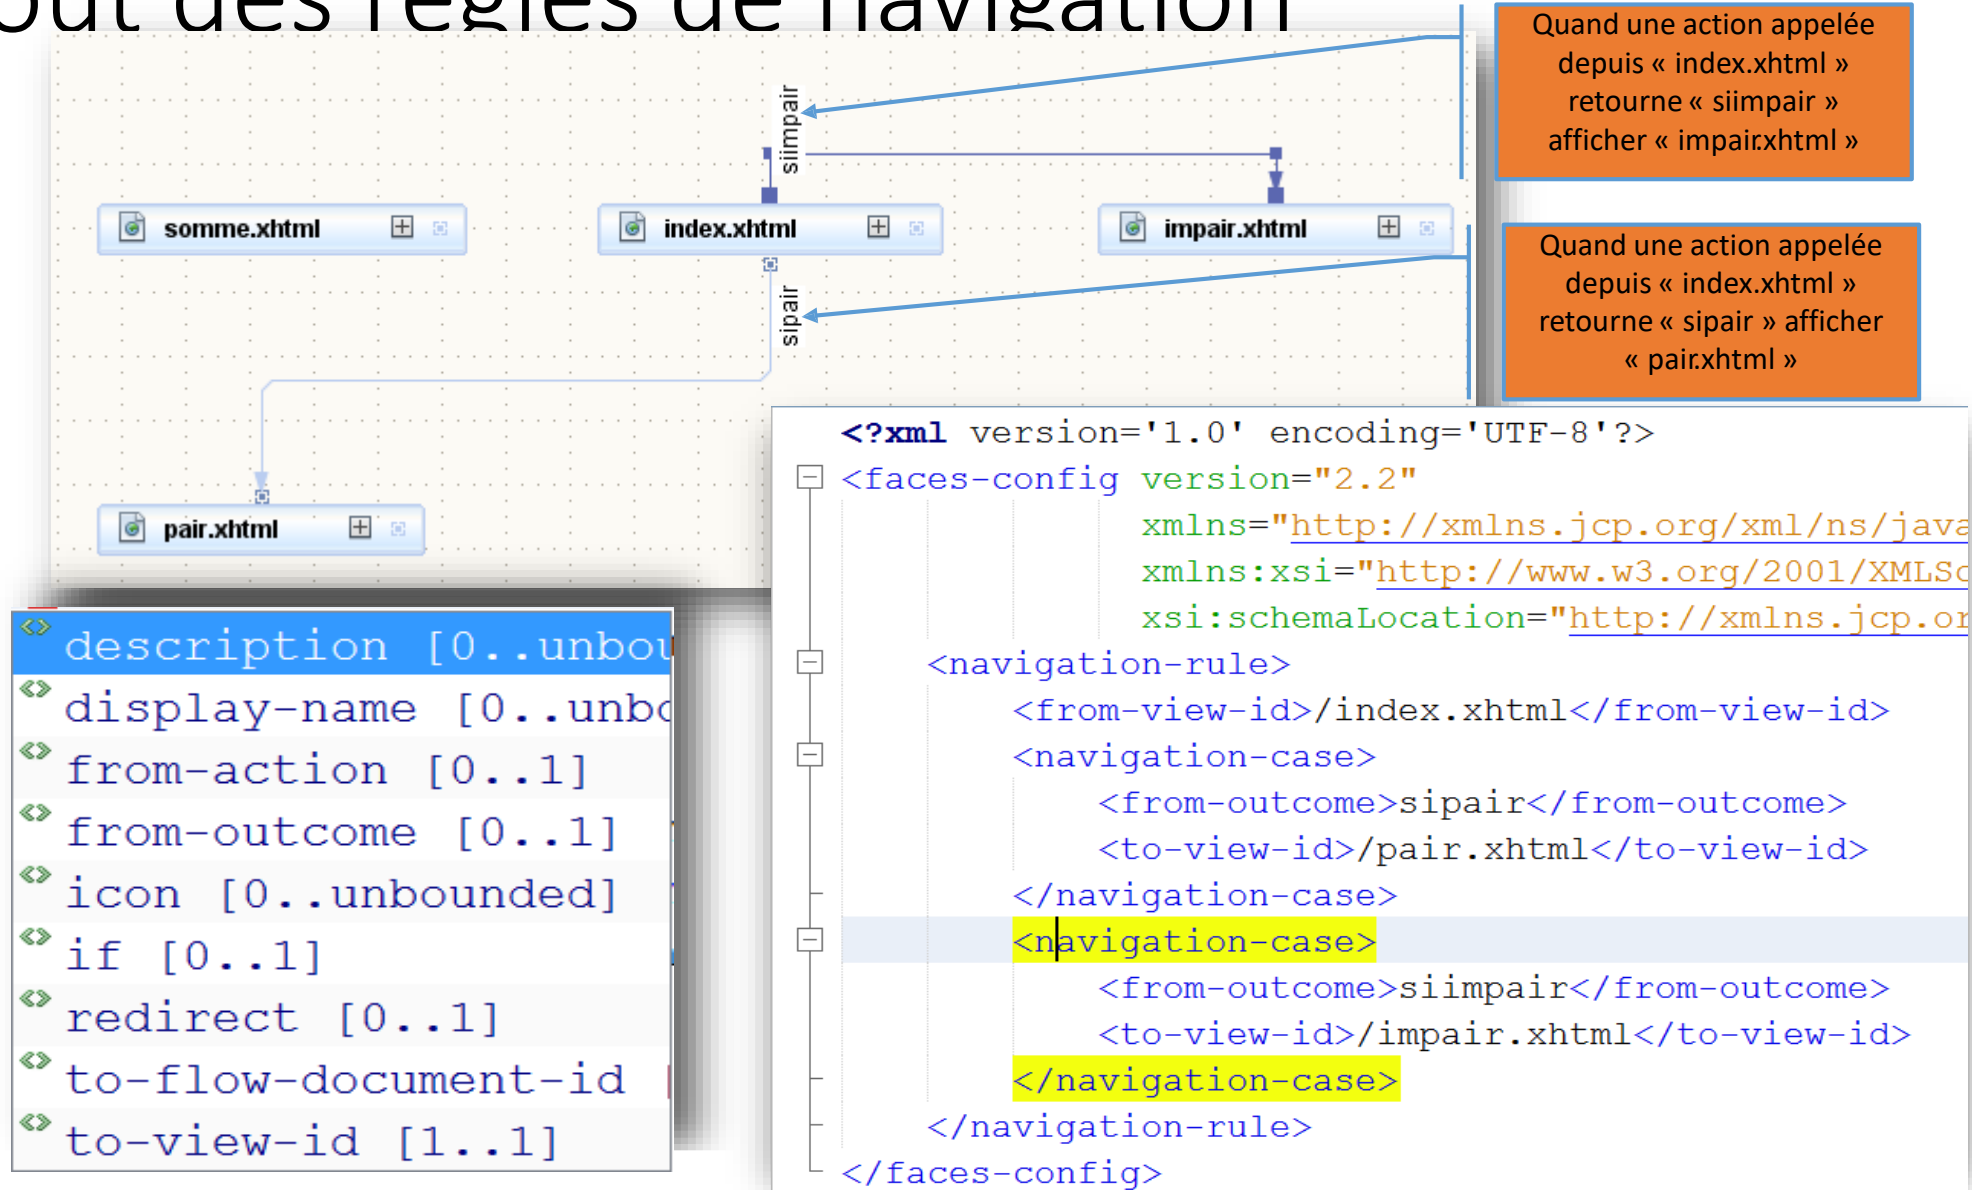 out des règles de navigation
Quand une action appelée
depuis « index.xhtml »
retourne « siimpair »
afficher « impair.xhtml »
siimpair
somme.xhtml
index.xhtml
impair.xhtml
Quand une action appelée
depuis « index.xhtml »
retourne « sipair » afficher
« pair.xhtml »
sipair
pair.xhtml
<?xml version='1.0' encoding='UTF-8'?>
<faces-config version="2.2"
xmlns="http://xmlns.jcp.org/xml/ns/java
xmlns:xsi="http://www.w3.org/2001/XMLSc
xsi:schemaLocation="http://xmlns.jcp.or
<navigation-rule>
<from-view-id>/index.xhtml</from-view-id>
<navigation-case>
<from-outcome>sipair</from-outcome>
<to-view-id>/pair.xhtml</to-view-id>
</navigation-case>
<navigation-case>
<from-outcome>siimpair</from-outcome>
<to-view-id>/impair.xhtml</to-view-id>
</navigation-case>
</navigation-rule>
</faces-config>
description [0..unbou
display-name [0..unbo
from-action [0..1]
from-outcome [0..1]
icon [0..unbounded]
if [0..1]
redirect [0..1]
to-flow-document-id
to-view-id [1..1]